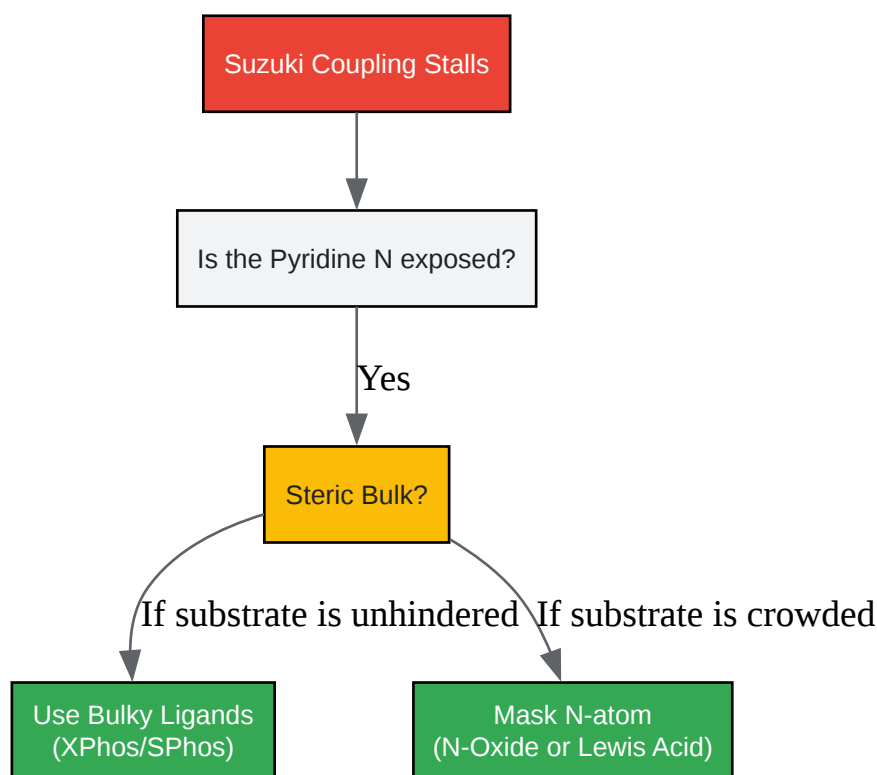 Suzuki Coupling Stalls
Is the Pyridine N exposed?
Yes
Steric Bulk?
If substrate is unhindered
If substrate is crowded
Use Bulky Ligands
(XPhos/SPhos)
Mask N-atom
(N-Oxide or Lewis Acid)